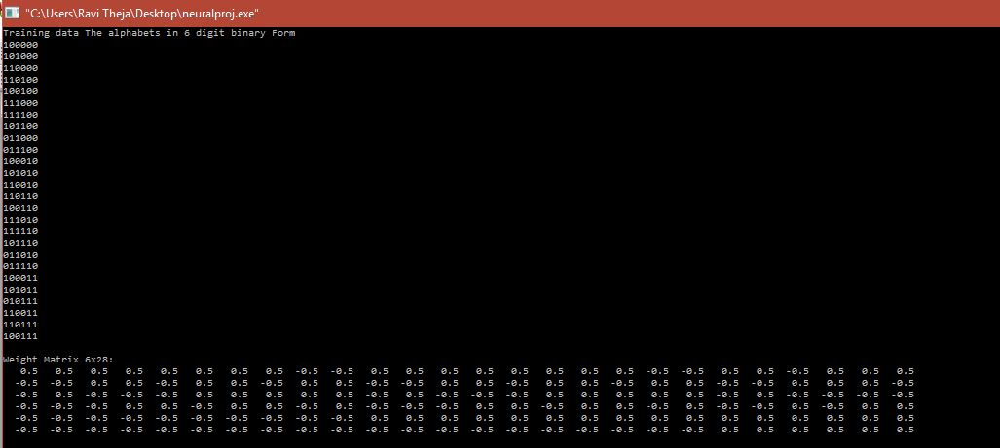 "C:\Users\Ravi Theja\Desktop\neuralproj.exe"
Training data The alphabets in 6 digit binary Form
100000
101000
110000
110100
100100
111000
111100
101100
011000
011100
100010
101010
110010
110110
100110
111010
111110
101110
011010
011110
100011
101011
010111
110011
110111
100111
Weight Matrix 6x28:
0.5 0.5 0.5 0.5 0.5 0.5 0.5 0.5 -0.5 -0.5 0.5 0.5 0.5 0.5 0.5 0.5 0.5 0.5 -0.5 -0.5 0.5 0.5 -0.5 0.5 0.5 0.5
-0.5 -0.5 0.5 0.5 -0.5 0.5 0.5 -0.5 0.5 0.5 -0.5 -0.5 0.5 0.5 -0.5 0.5 0.5 -0.5 0.5 0.5 -0.5 -0.5 0.5 0.5 0.5 -0.5
-0.5 0.5 -0.5 -0.5 -0.5 0.5 0.5 0.5 0.5 0.5 -0.5 0.5 -0.5 -0.5 -0.5 0.5 0.5 0.5 0.5 0.5 -0.5 0.5 -0.5 -0.5 -0.5 -0.5
-0.5 -0.5 -0.5 0.5 0.5 -0.5 0.5 0.5 -0.5 0.5 -0.5 -0.5 -0.5 0.5 0.5 -0.5 0.5 0.5 -0.5 0.5 -0.5 -0.5 0.5 -0.5 0.5 0.5
-0.5 -0.5 -0.5 -0.5 -0.5 -0.5 -0.5 -0.5 -0.5 -0.5 0.5 0.5 0.5 0.5 0.5 0.5 0.5 0.5 0.5 0.5 0.5 0.5 0.5 0.5 0.5 0.5
-0.5 -0.5 -0.5 -0.5 -0.5 -0.5 -0.5 -0.5 -0.5 -0.5 -0.5 -0.5 -0.5 -0.5 -0.5 -0.5 -0.5 -0.5 -0.5 -0.5 0.5 0.5 0.5 0.5 0.5 0.5